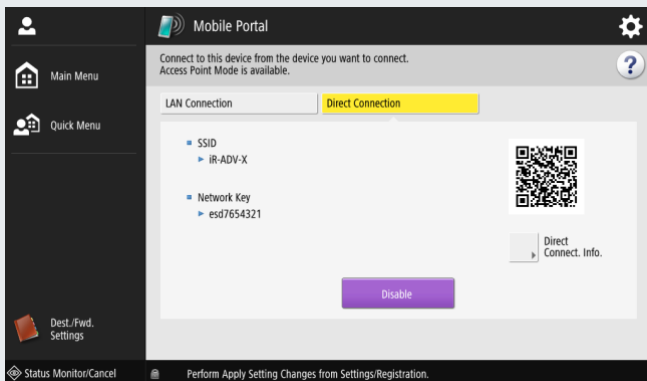 Mobile Portal
Connect to this device from the device you want to connect.
Access Point Mode is available.
?
Main Menu
Quick Menu
LAN Connection
Direct Connection
SSID
iR-ADV-X
Network Key
esd7654321
Direct
Connect. Info.
Disable
Dest./Fwd.
Settings
Status Monitor/Cancel
Perform Apply Setting Changes from Settings/Registration.